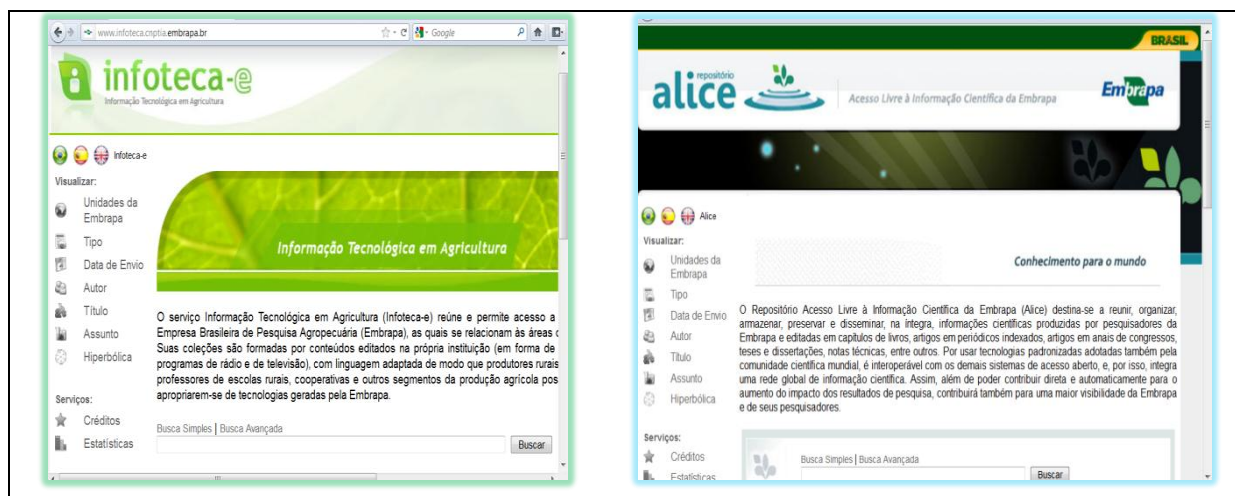 www.infoteca.cnptia.embrapa.br
Google
infoteca-e
Informação Tecnológica em Agricultura
Infoteca-e
Visualizar:
Unidades da
Embrapa
Tipo
Data de Envio
Autor
Título
Assunto
Hiperbólica
Serviços:
Créditos
Estatísticas
Informação Tecnológica em Agricultura
O serviço Informação Tecnológica em Agricultura (Infoteca-e) reúne e permite acesso a
Empresa Brasileira de Pesquisa Agropecuária (Embrapa), as quais se relacionam às áreas
Suas coleções são formadas por conteúdos editados na própria instituição (em forma de
programas de rádio e de televisão), com linguagem adaptada de modo que produtores rurais
professores de escolas rurais, cooperativas e outros segmentos da produção agrícola pos
apropriarem-se de tecnologias geradas pela Embrapa.
Busca Simples | Busca Avançada
Buscar
BRASIL
repositório
alice
Acesso Livre à Informação Científica da Embrapa
Embrapa
Alice
Visualizar:
Unidades da
Embrapa
Tipo
Data de Envio
Autor
Título
Assunto
Hiperbólica
Serviços:
Créditos
Estatísticas
Conhecimento para o mundo
O Repositório Acesso Livre à Informação Científica da Embrapa (Alice) destina-se a reunir, organizar,
armazenar, preservar e disseminar, na íntegra, informações científicas produzidas por pesquisadores da
Embrapa e editadas em capítulos de livros, artigos em periódicos indexados, artigos em anais de congressos,
teses e dissertações, notas técnicas, entre outros. Por usar tecnologias padronizadas adotadas também pela
comunidade científica mundial, é interoperável com os demais sistemas de acesso aberto, e, por isso, integra
uma rede global de informação científica. Assim, além de poder contribuir direta e automaticamente para o
aumento do impacto dos resultados de pesquisa, contribuirá também para uma maior visibilidade da Embrapa
e de seus pesquisadores.
Busca Simples | Busca Avançada
Buscar